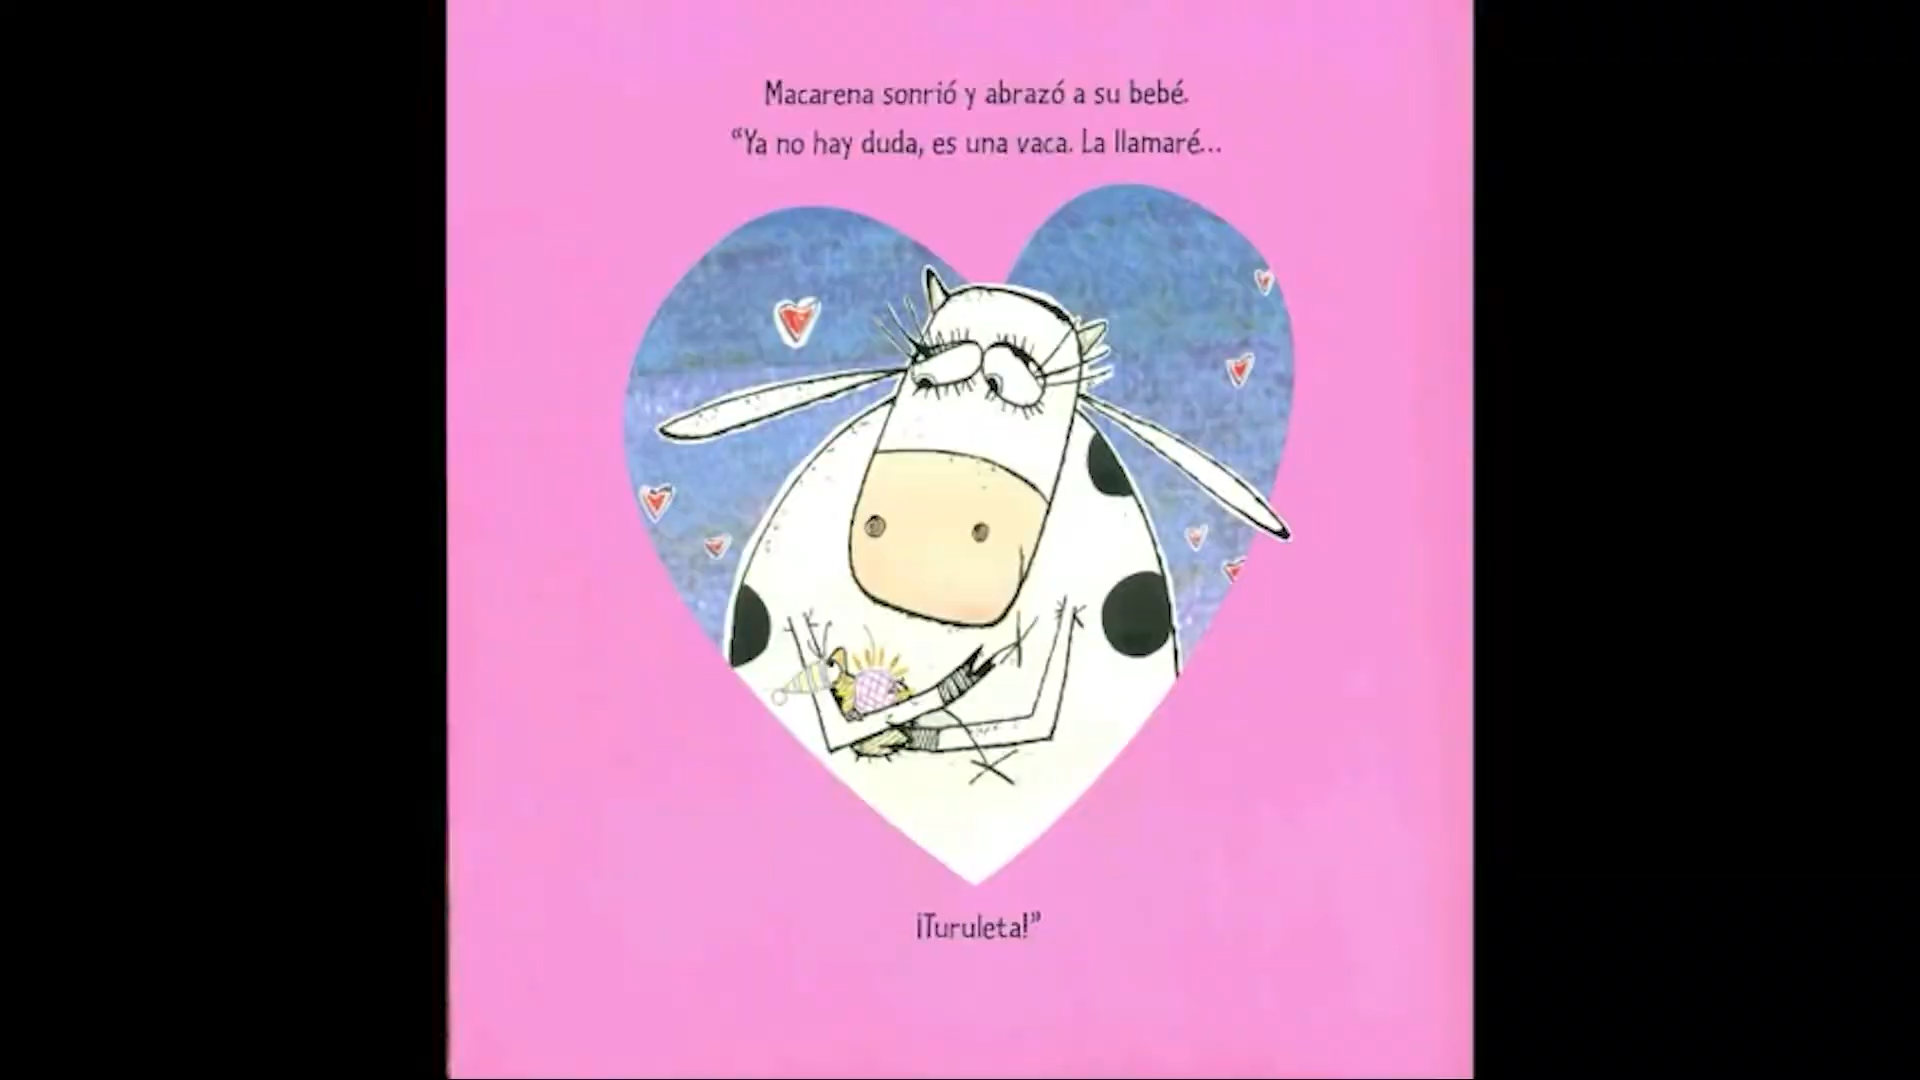 Macarena sonrió y abrazó a su bebé.
“Ya no hay duda, es una vaca. La llamaré...
¡Turuleta!”